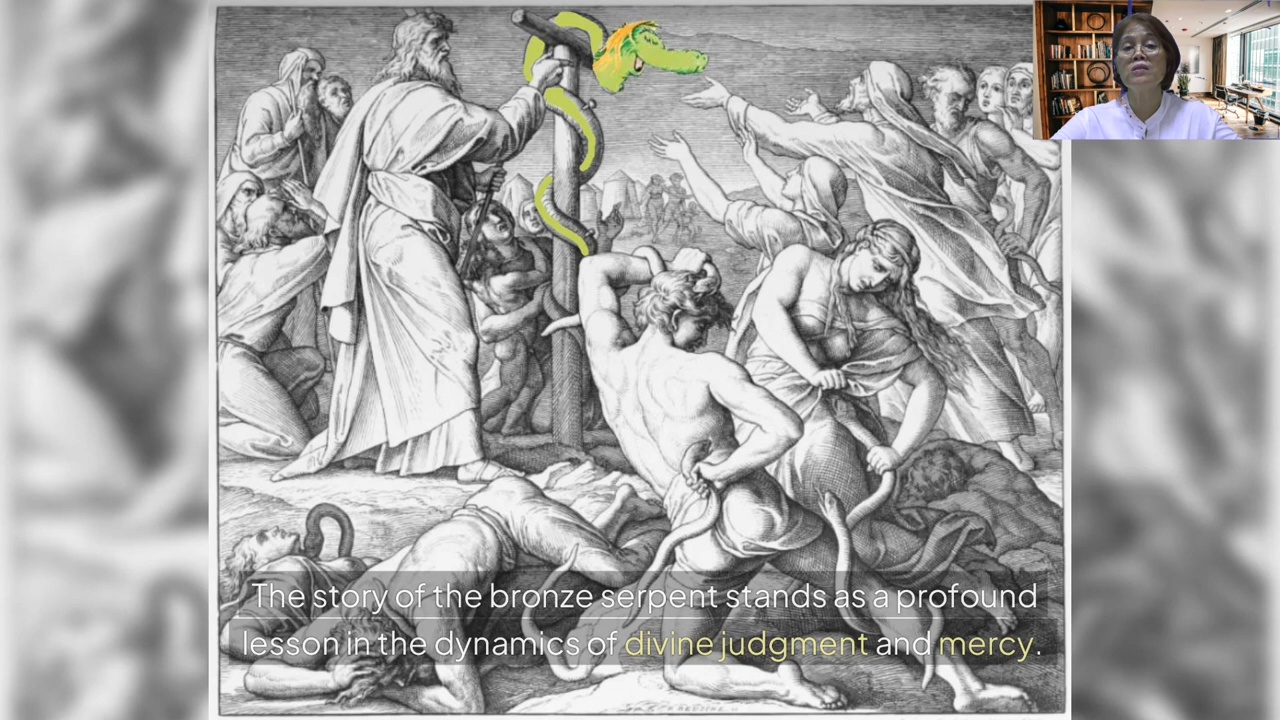 The story of the bronze serpent stands as a profound
lesson in the dynamics of divine judgment and mercy.